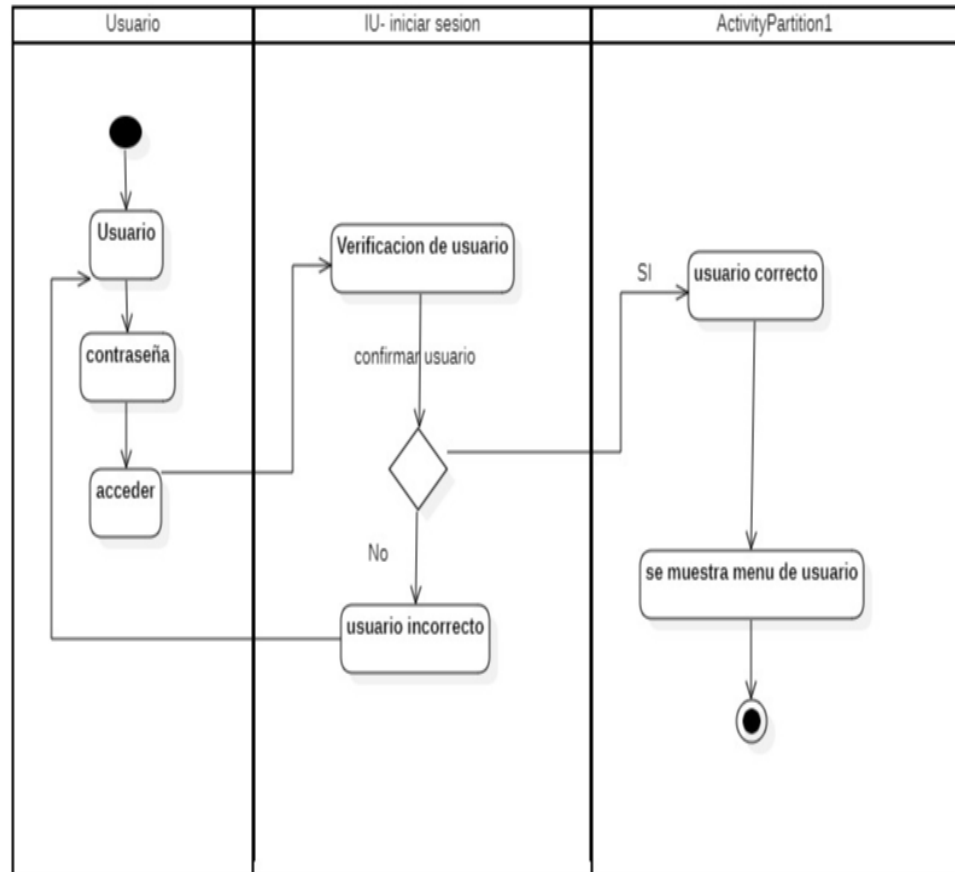 Usuario
IU- iniciar sesion
ActivityPartition1
Usuario
contraseña
acceder
Verificacion de usuario
confirmar usuario
No
usuario incorrecto
SI
usuario correcto
se muestra menu de usuario